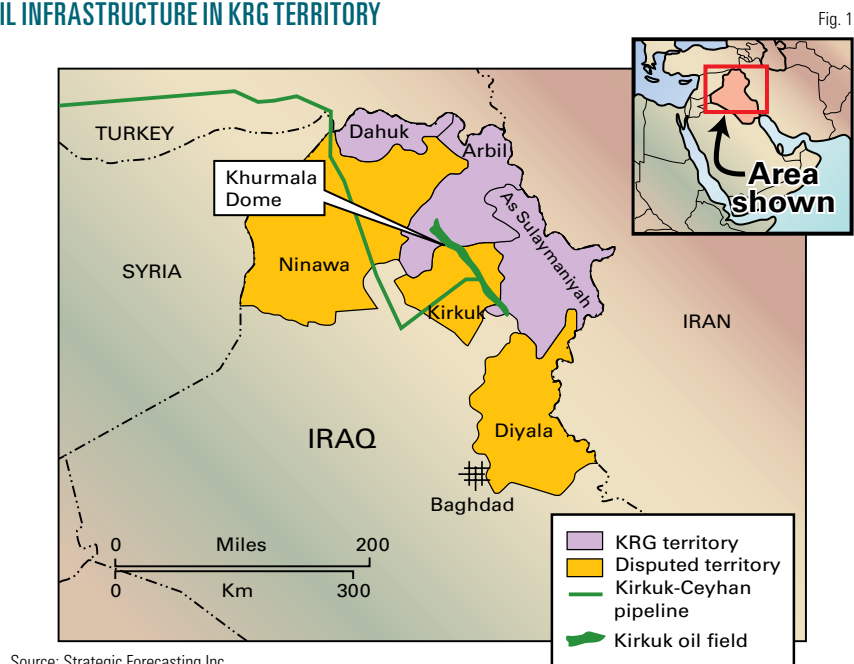 IL INFRASTRUCTURE IN KRG TERRITORY
Fig. 1
Area
shown
TURKEY
Dahuk
Arbil
Khurmala
Dome
As Sulaymaniyah
SYRIA
Ninawa
Kirkuk
IRAN
IRAQ
Diyala
Baghdad
0 Miles 200
0 Km 300
KRG territory
Disputed territory
Kirkuk-Ceyhan
pipeline
Kirkuk oil field
Source: Strategic Forecasting Inc.